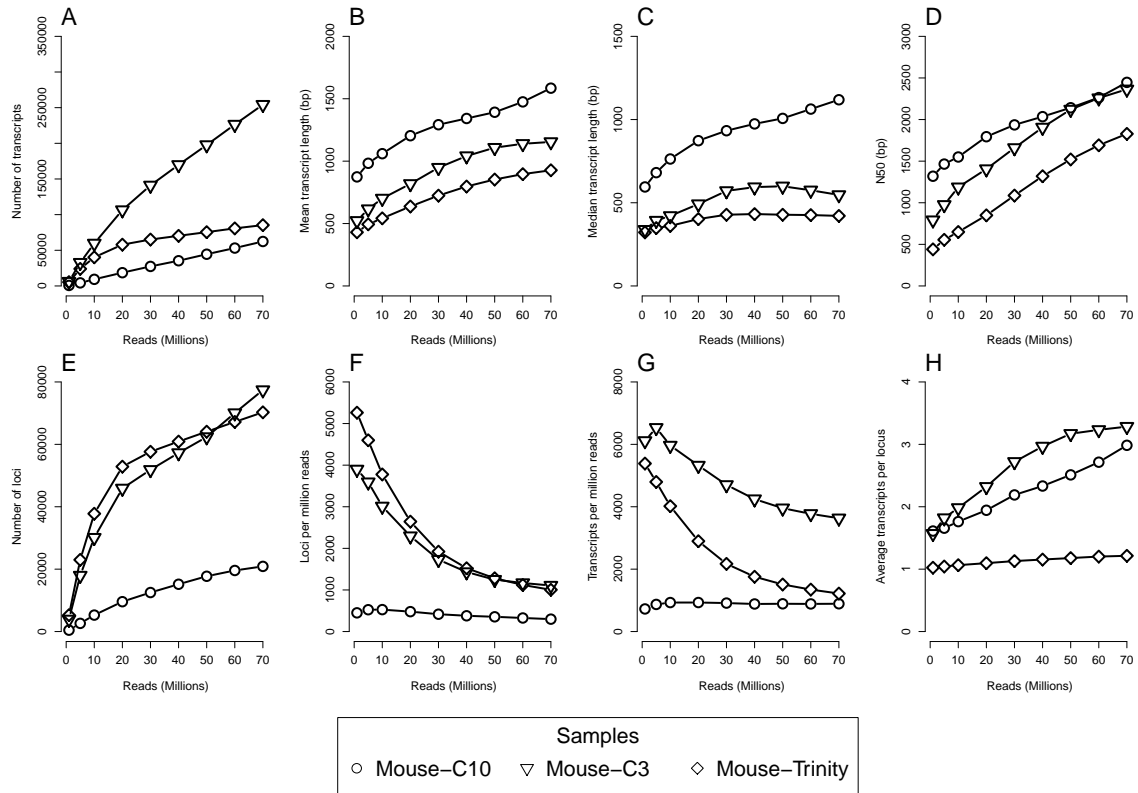 A
B
C
D
350000
250000
150000
50000
0
Number of transcripts
0 10 20 30 40 50 60 70
Reads (Millions)
2000
1500
1000
500
0
Mean transcript length (bp)
0 10 20 30 40 50 60 70
Reads (Millions)
1500
1000
500
0
Median transcript length (bp)
0 10 20 30 40 50 60 70
Reads (Millions)
3000
2500
2000
1500
1000
500
0
N50 (bp)
0 10 20 30 40 50 60 70
Reads (Millions)
E
F
G
H
80000
60000
40000
20000
0
Number of loci
0 10 20 30 40 50 60 70
Reads (Millions)
6000
5000
4000
3000
2000
1000
0
Loci per million reads
0 10 20 30 40 50 60 70
Reads (Millions)
8000
6000
4000
2000
0
Transcripts per million reads
0 10 20 30 40 50 60 70
Reads (Millions)
4
3
2
1
0
Average transcripts per locus
0 10 20 30 40 50 60 70
Reads (Millions)
Samples
Mouse−C10 Mouse−C3 Mouse−Trinity